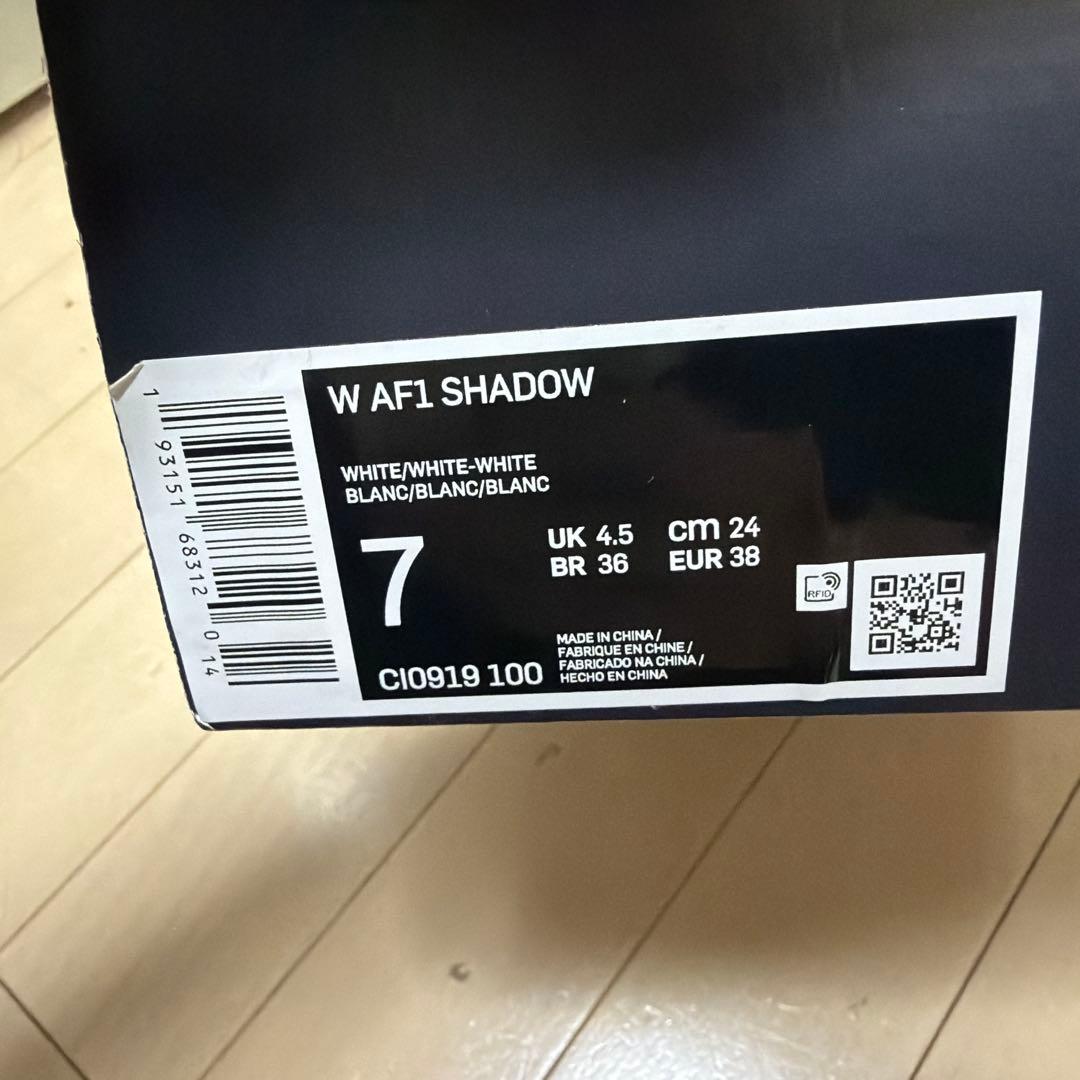 W AF1 SHADOW
WHITE/WHITE-WHITE
BLANC/BLANC/BLANC
7
UK 4.5 cm 24
BR 36 EUR 38
RFID
MADE IN CHINA /
FABRIQUE EN CHINE /
FABRICADO NA CHINA /
HECHO EN CHINA
CI0919 100
1 93151 68312 0 14